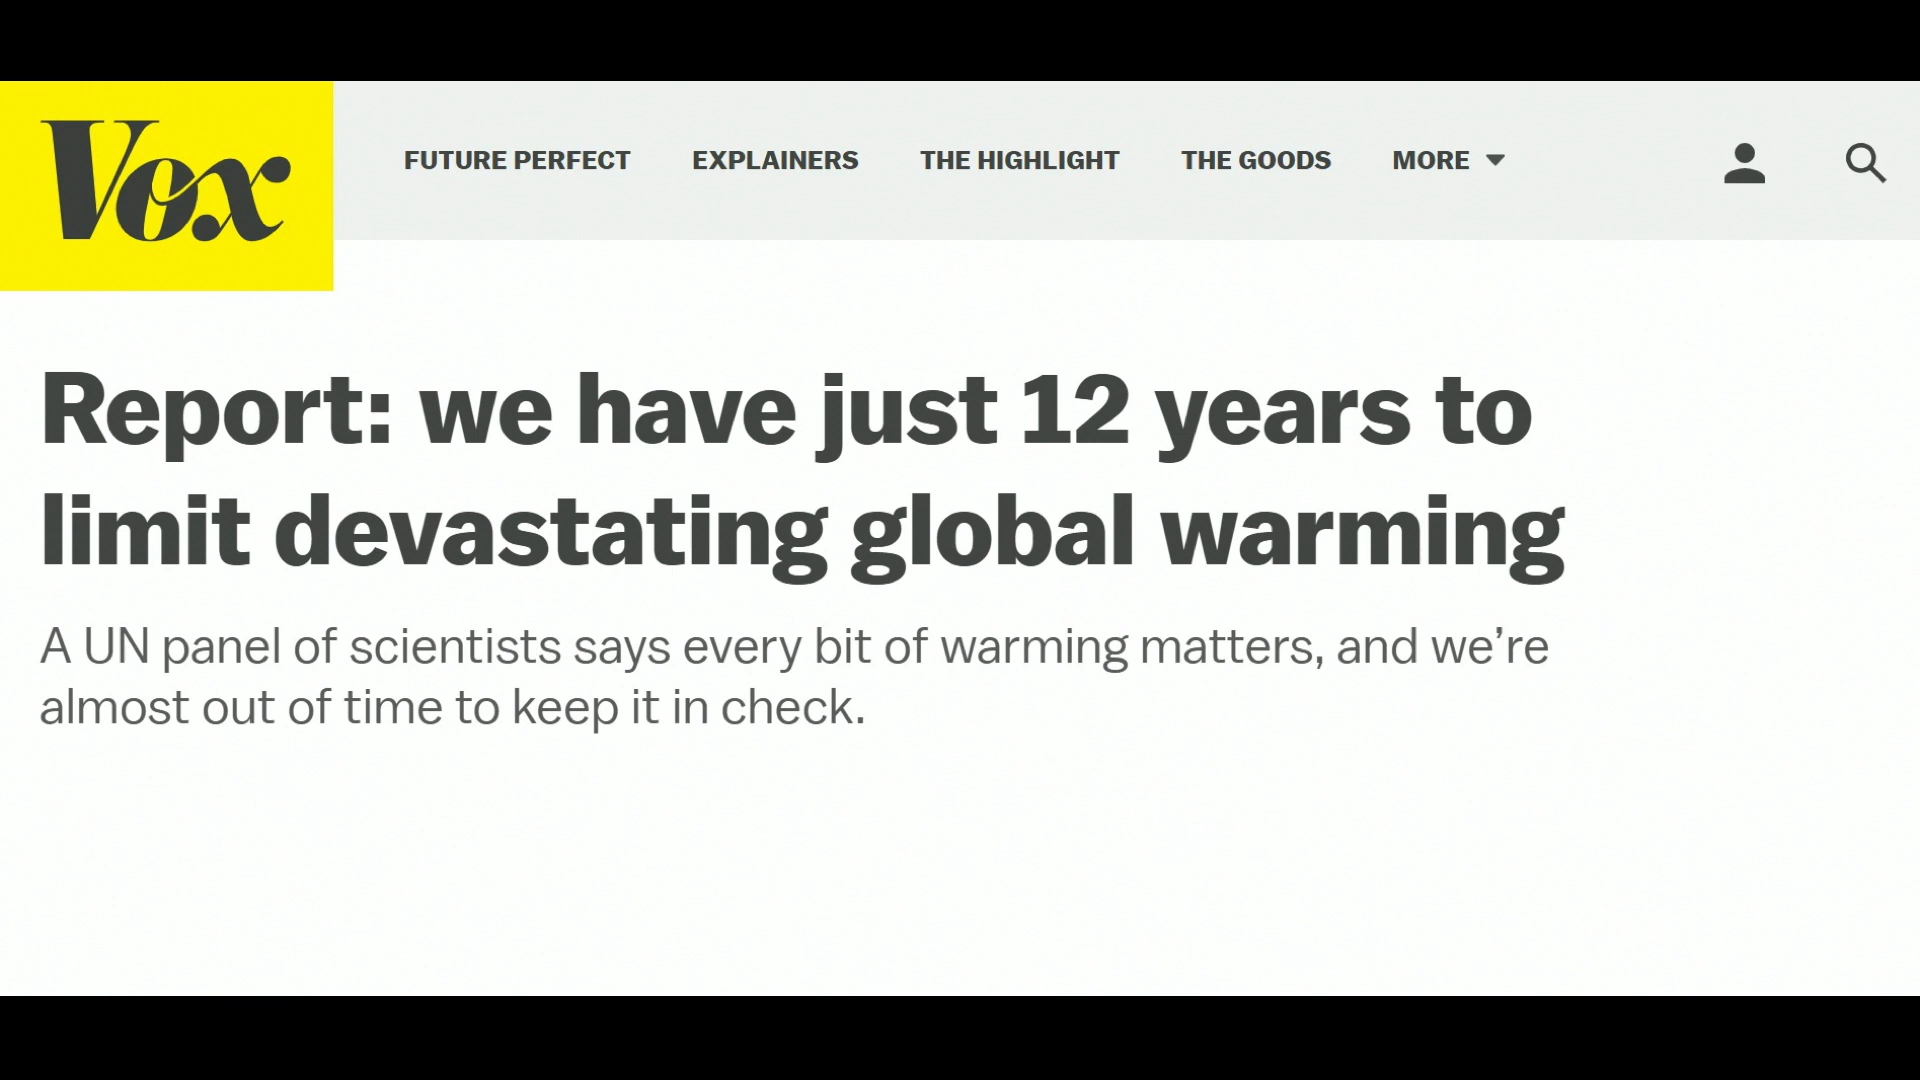 Vox
FUTURE PERFECT EXPLAINERS THE HIGHLIGHT THE GOODS MORE
Report: we have just 12 years to
limit devastating global warming
A UN panel of scientists says every bit of warming matters, and we’re
almost out of time to keep it in check.